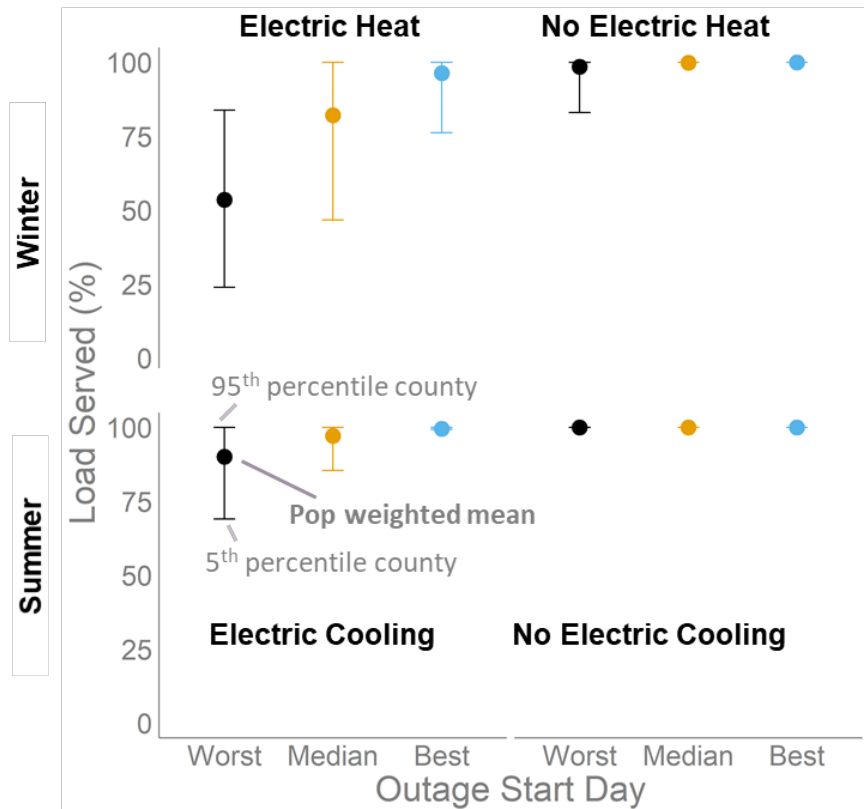 Electric Heat No Electric Heat
Winter
Load Served (%)
100
75
50
25
0
95th percentile county
Summer
100
75
50
25
0
Pop weighted mean
5th percentile county
Electric Cooling No Electric Cooling
Worst Median Best Worst Median Best
Outage Start Day